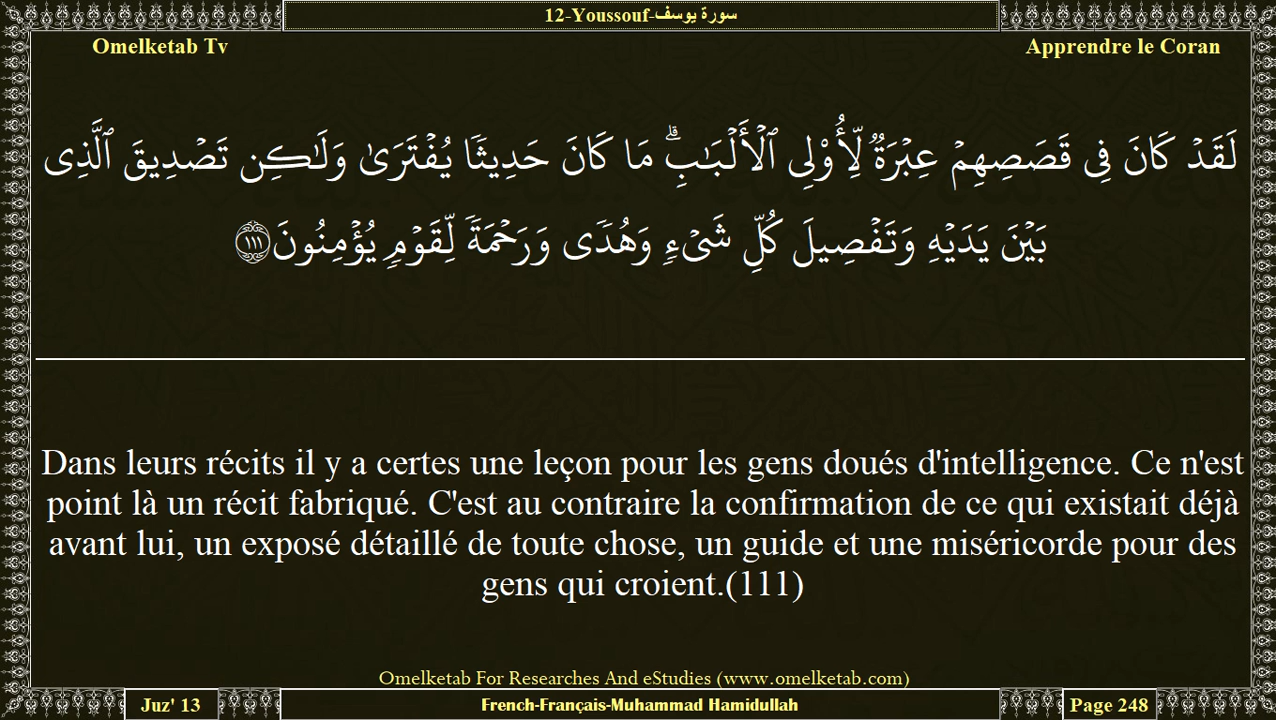 12-Youssouf-سورة يوسف
Omelketab Tv
Apprendre le Coran
لَقَدۡ كَانَ فِي قَصَصِهِمۡ عِبۡرَةٞ لِّأُوْلِي ٱلۡأَلۡبَٰبِۗ مَا كَانَ حَدِيثٗا يُفۡتَرَىٰ وَلَٰكِن تَصۡدِيقَ ٱلَّذِي
بَيۡنَ يَدَيۡهِ وَتَفۡصِيلَ كُلِّ شَيۡءٖ وَهُدٗى وَرَحۡمَةٗ لِّقَوۡمٖ يُؤۡمِنُونَ ١١١
Dans leurs récits il y a certes une leçon pour les gens doués d'intelligence. Ce n'est
point là un récit fabriqué. C'est au contraire la confirmation de ce qui existait déjà
avant lui, un exposé détaillé de toute chose, un guide et une miséricorde pour des
gens qui croient.(111)
Omelketab For Researches And eStudies (www.omelketab.com)
Juz' 13
French-Français-Muhammad Hamidullah
Page 248